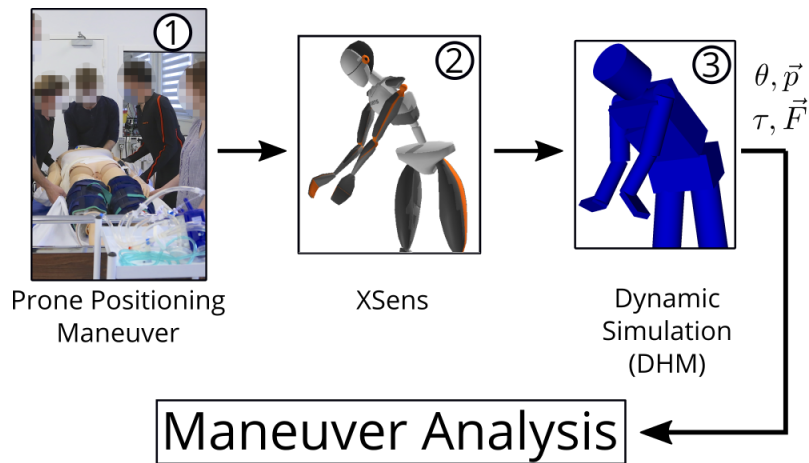 ①
②
③
θ, p⃗
τ, F⃗
Prone Positioning
Maneuver
XSens
Dynamic
Simulation
(DHM)
Maneuver Analysis